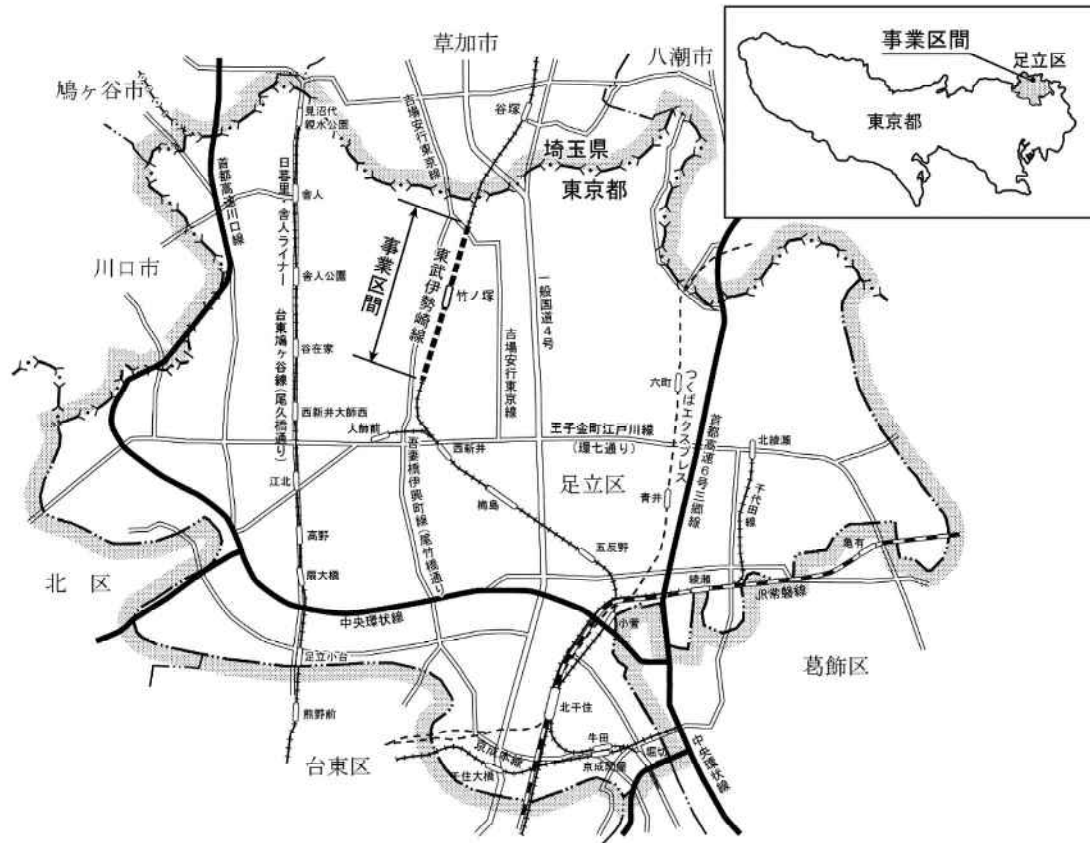 草加市
八潮市
鳩ヶ谷市
川口市
北区
台東区
葛飾区
足立区
埼玉県
東京都
事業区間
足立区
東京都
事業区間
見沼代
親水公園
舎人
舎人公園
谷在家
西新井大師西
江北
高野
扇大橋
足立小台
熊野前
日暮里・舎人ライナー
台東鳩ヶ谷線(尾久橋通り)
首都高速川口線
吉場安行東京線
谷塚
東武伊勢崎線
竹ノ塚
吉場安行東京線
一般国道4号
大師前
西新井
梅島
五反野
小菅
北千住
牛田
堀切
京成関屋
千住大橋
京成本線
吾妻橋伊興町線(尾竹橋通り)
王子金町江戸川線
(環七通り)
つくばエクスプレス
六町
青井
首都高速6号三郷線
北綾瀬
千代田線
綾瀬
亀有
JR常磐線
中央環状線
中央環状線